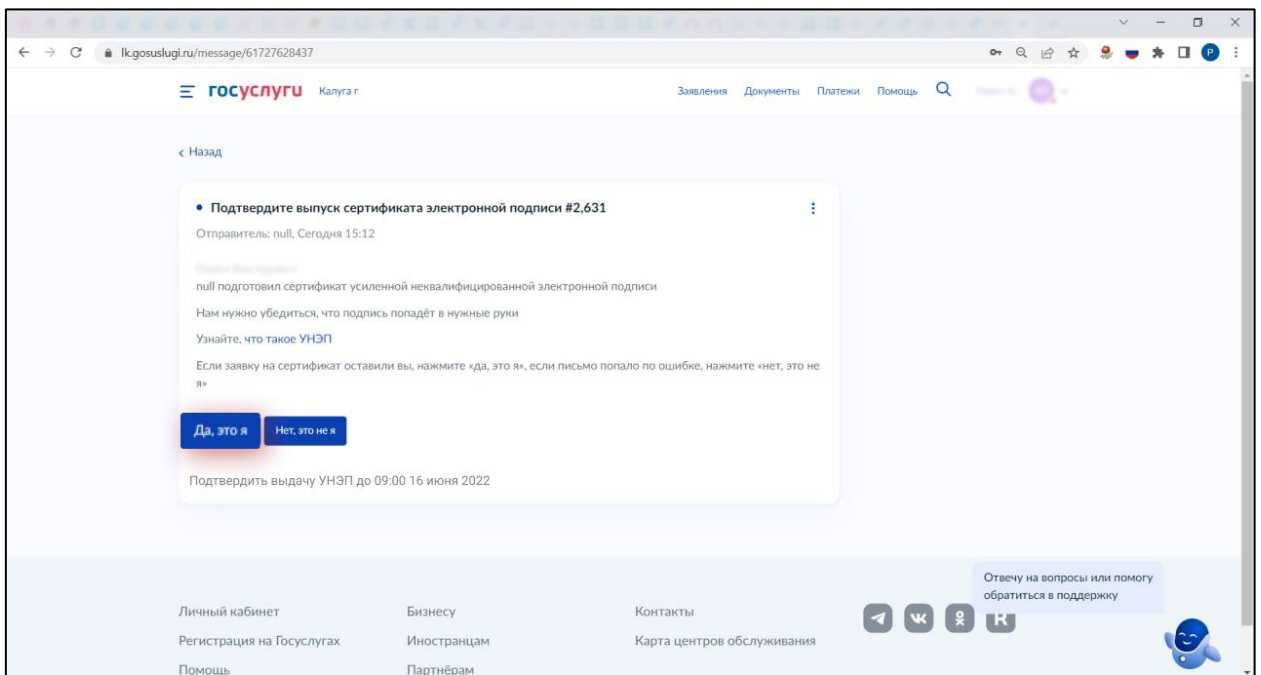 lk.gosuslugi.ru/message/61727628437
P
госуслуги Калуга г Заявления Документы Платежи Помощь
Назад
Подтвердите выпуск сертификата электронной подписи #2,631
Отправитель: null, Сегодня 15:12
null подготовил сертификат усиленной неквалифицированной электронной подписи
Нам нужно убедиться, что подпись попадёт в нужные руки
Узнайте, что такое УНЭП
Если заявку на сертификат оставили вы, нажмите «да, это я», если письмо попало по ошибке, нажмите «нет, это не
я»
Да, это я Нет, это не я
Подтвердить выдачу УНЭП до 09:00 16 июня 2022
Отвечу на вопросы или помогу
обратиться в поддержку
Личный кабинет Бизнесу Контакты
Регистрация на Госуслугах Иностранцам Карта центров обслуживания
Помощь Партнёрам